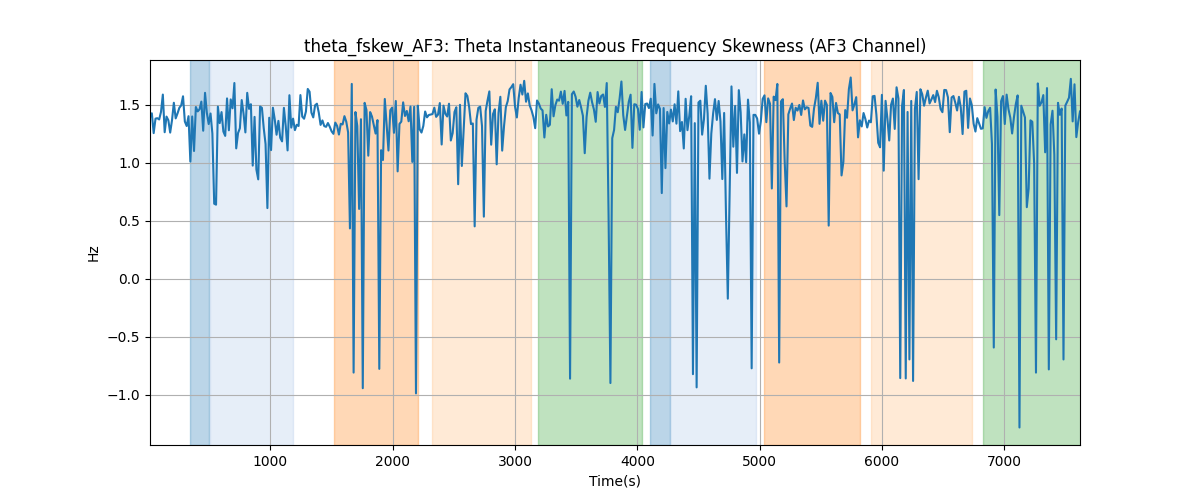 theta_fskew_AF3: Theta Instantaneous Frequency Skewness (AF3 Channel)
1.5
1.0
0.5
0.0
−0.5
−1.0
Hz
1000 2000 3000 4000 5000 6000 7000
Time(s)